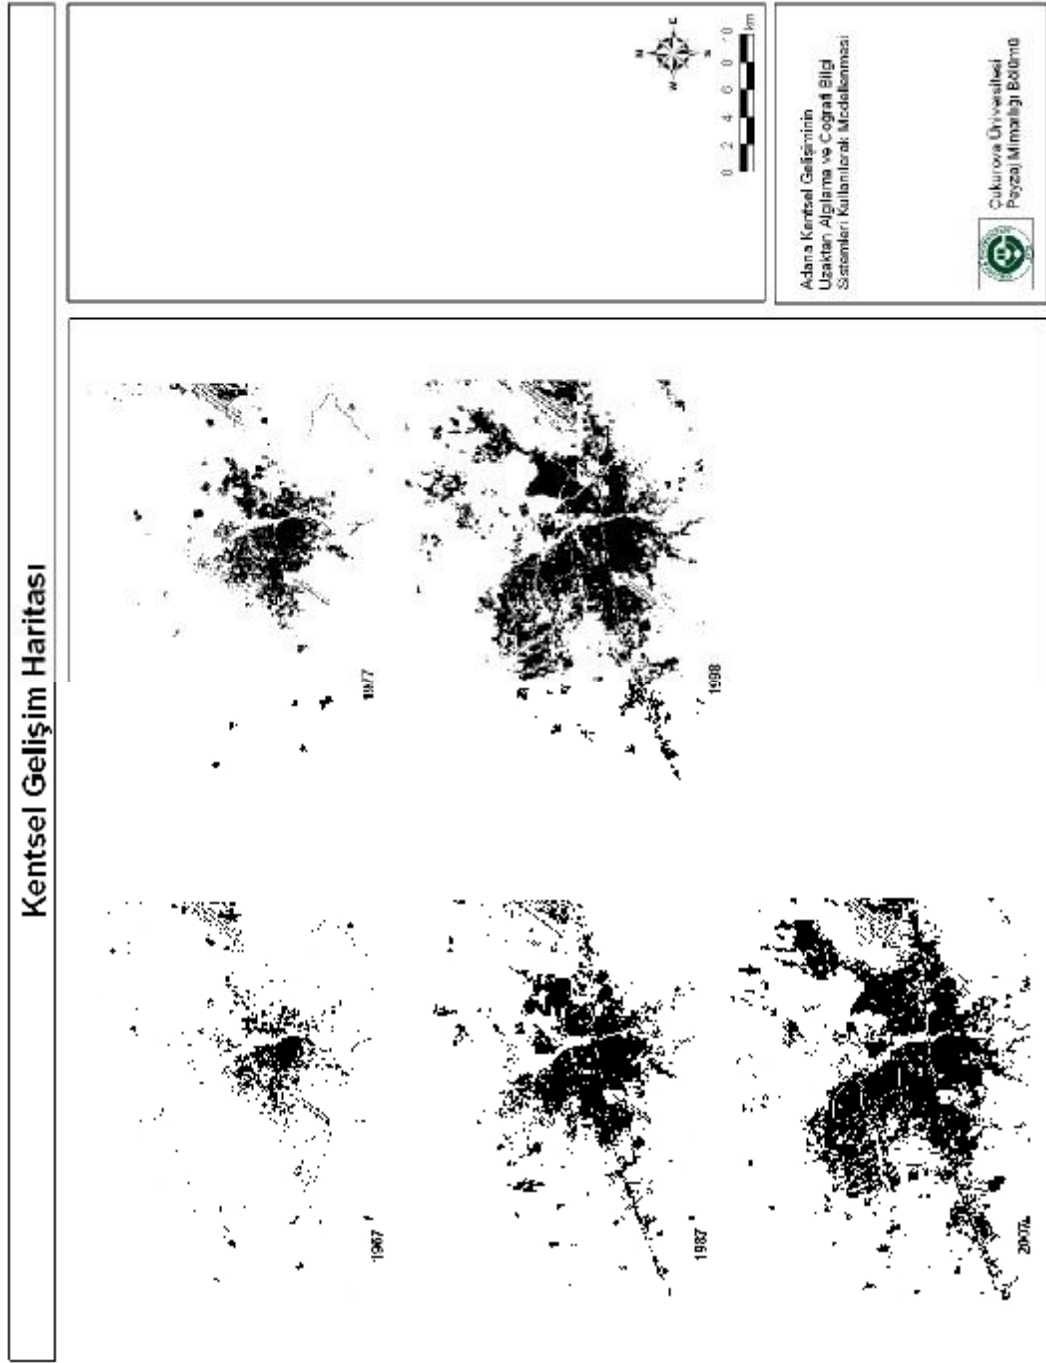 Kentsel Gelişim Haritası
1967
1977
1987
1998
2007
N
W
E
S
0 2 4 6 8 10
km
Adana Kentsel Gelişiminin
Uzaktan Algılama ve Coğrafi Bilgi
Sistemleri Kullanılarak Modellenmesi
Çukurova Üniversitesi
Peyzaj Mimarlığı Bölümü